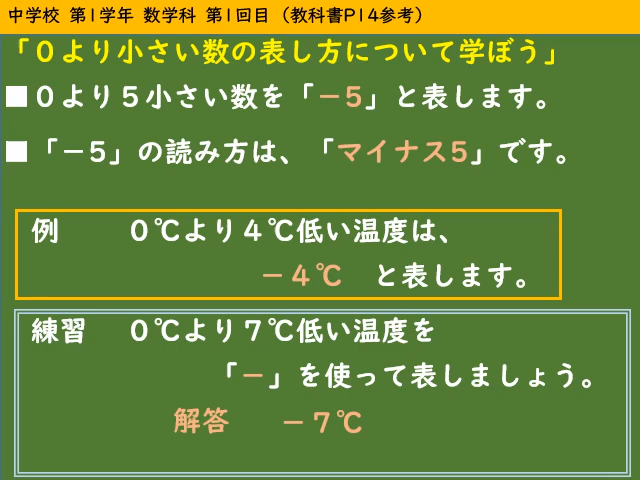 中学校 第1学年 数学科 第1回目（教科書P14参考）
「０より小さい数の表し方について学ぼう」
■０より５小さい数を「－5」と表します。
■「－5」の読み方は、「マイナス5」です。
例　０℃より４℃低い温度は、
－４℃　と表します。
練習　０℃より７℃低い温度を
「－」を使って表しましょう。
解答　－７℃